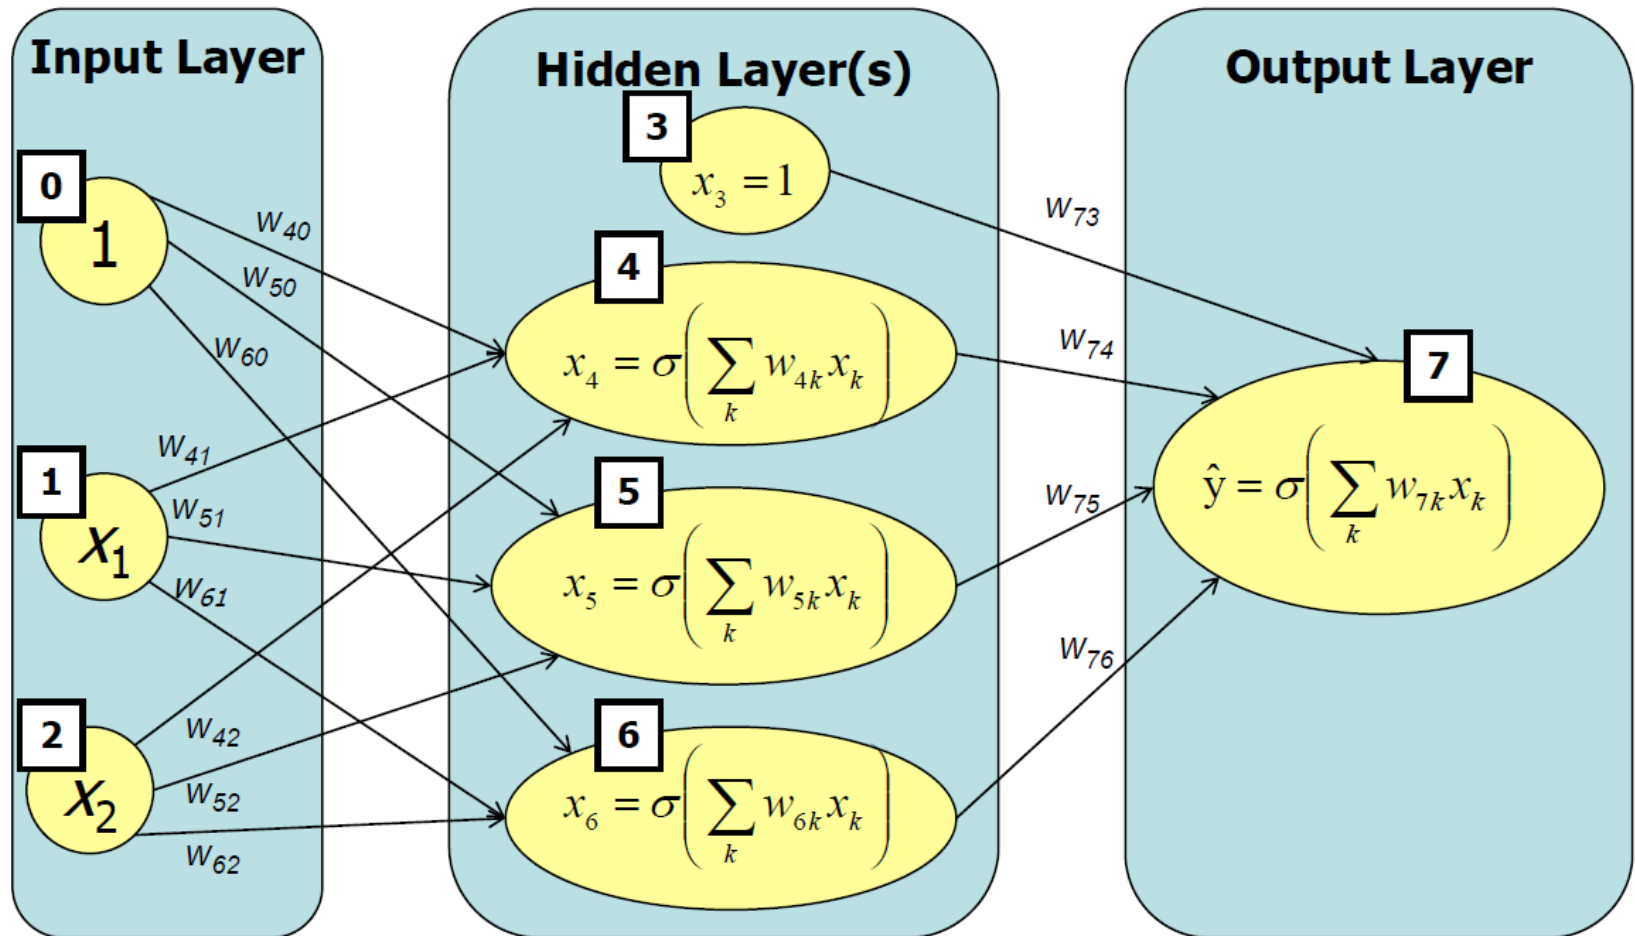 Input Layer
Hidden Layer(s)
Output Layer
0
1
1
x₁
2
x₂
w₄₀
w₅₀
w₆₀
w₄₁
w₅₁
w₆₁
w₄₂
w₅₂
w₆₂
3
x₃ = 1
4
x₄ = σ(∑ₖ w₄ₖxₖ)
5
x₅ = σ(∑ₖ w₅ₖxₖ)
6
x₆ = σ(∑ₖ w₆ₖxₖ)
w₇₃
w₇₄
w₇₅
w₇₆
7
ŷ = σ(∑ₖ w₇ₖxₖ)